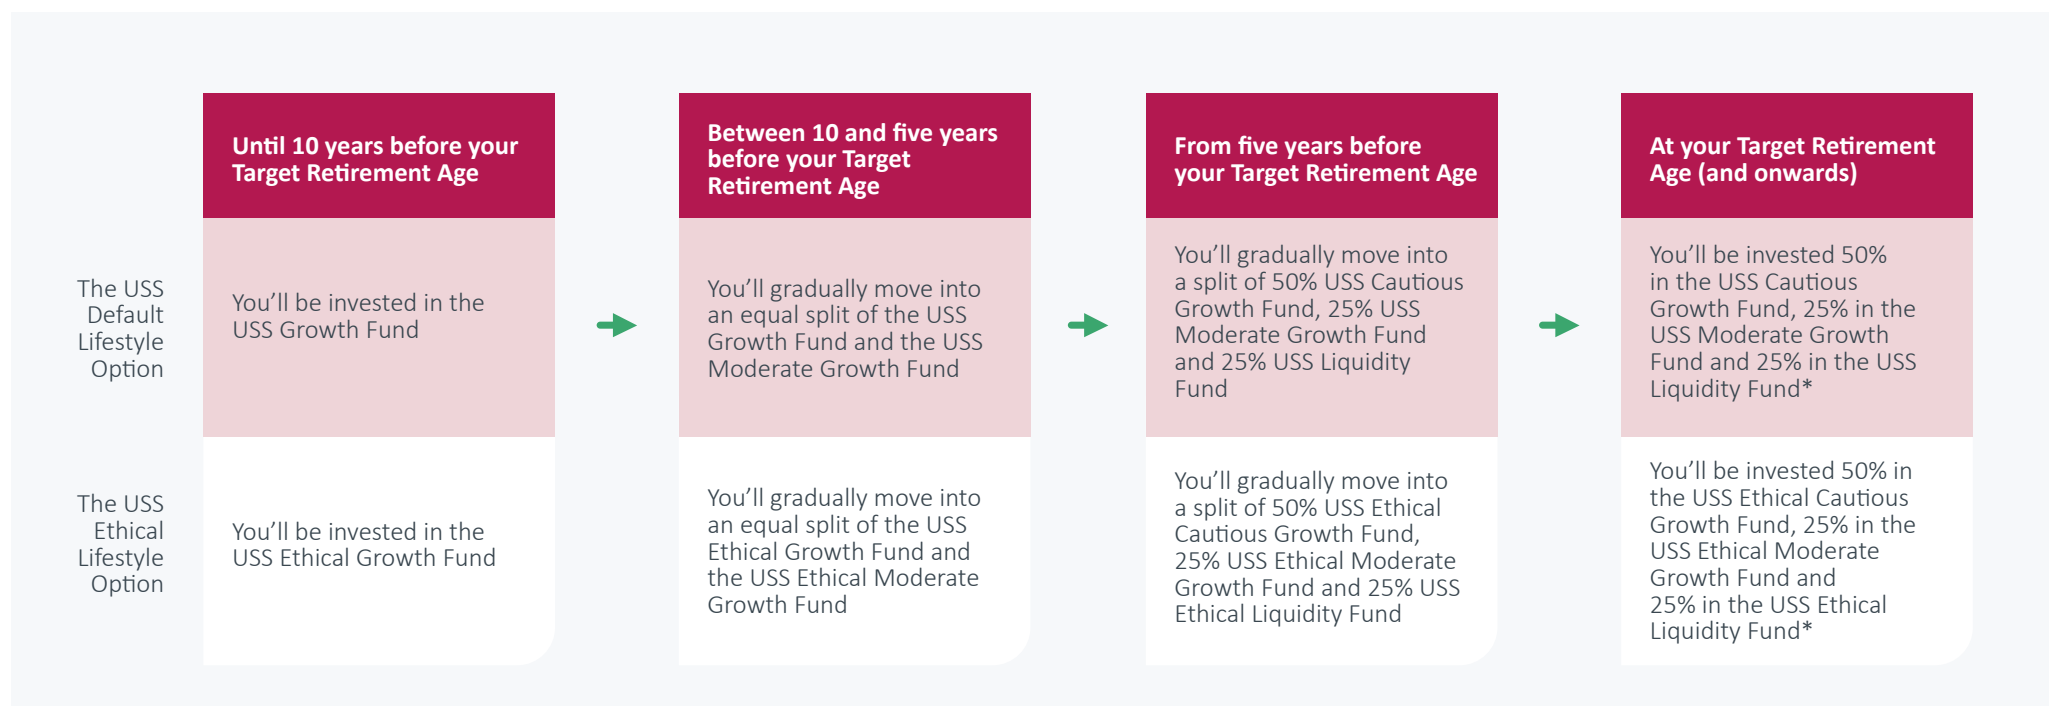 Until 10 years before your
Target Retirement Age
Between 10 and five years
before your Target
Retirement Age
From five years before
your Target Retirement Age
At your Target Retirement
Age (and onwards)
The USS
Default
Lifestyle
Option
You’ll be invested in the
USS Growth Fund
You’ll gradually move into
an equal split of the USS
Growth Fund and the USS
Moderate Growth Fund
You’ll gradually move into
a split of 50% USS Cautious
Growth Fund, 25% USS
Moderate Growth Fund
and 25% USS Liquidity
Fund
You’ll be invested 50%
in the USS Cautious
Growth Fund, 25% in the
USS Moderate Growth
Fund and 25% in the USS
Liquidity Fund*
The USS
Ethical
Lifestyle
Option
You’ll be invested in the
USS Ethical Growth Fund
You’ll gradually move into
an equal split of the USS
Ethical Growth Fund and
the USS Ethical Moderate
Growth Fund
You’ll gradually move into
a split of 50% USS Ethical
Cautious Growth Fund,
25% USS Ethical Moderate
Growth Fund and 25% USS
Ethical Liquidity Fund
You’ll be invested 50% in
the USS Ethical Cautious
Growth Fund, 25% in the
USS Ethical Moderate
Growth Fund and
25% in the USS Ethical
Liquidity Fund*